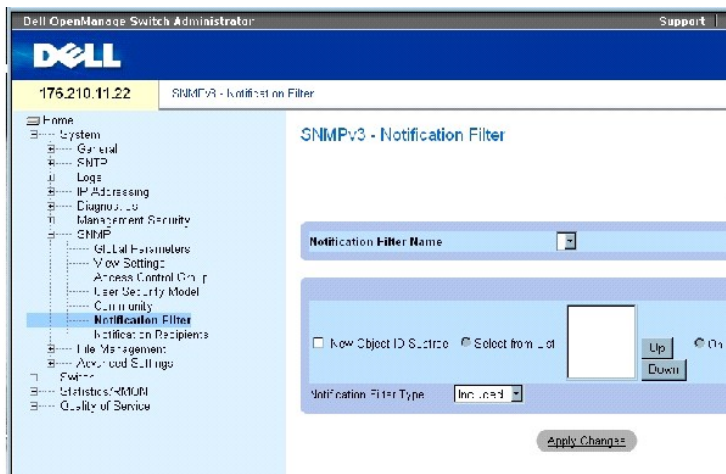 Dell OpenManage Switch Administrator
Support
DELL
176.210.11.22
SNMPv3 - Notification Filter
Home
System
General
SNTP
Logs
IP Addressing
Diagnostics
Management Security
SNMP
Global Parameters
View Settings
Access Control Group
User Security Model
Community
Notification Filter
Notification Recipients
File Management
Advanced Settings
Switch
Statistics/RMON
Quality of Service
SNMPv3 - Notification Filter
Notification Filter Name
New Object ID Subtree
Select from List
Up
Down
Notification Filter Type
Included
Apply Changes